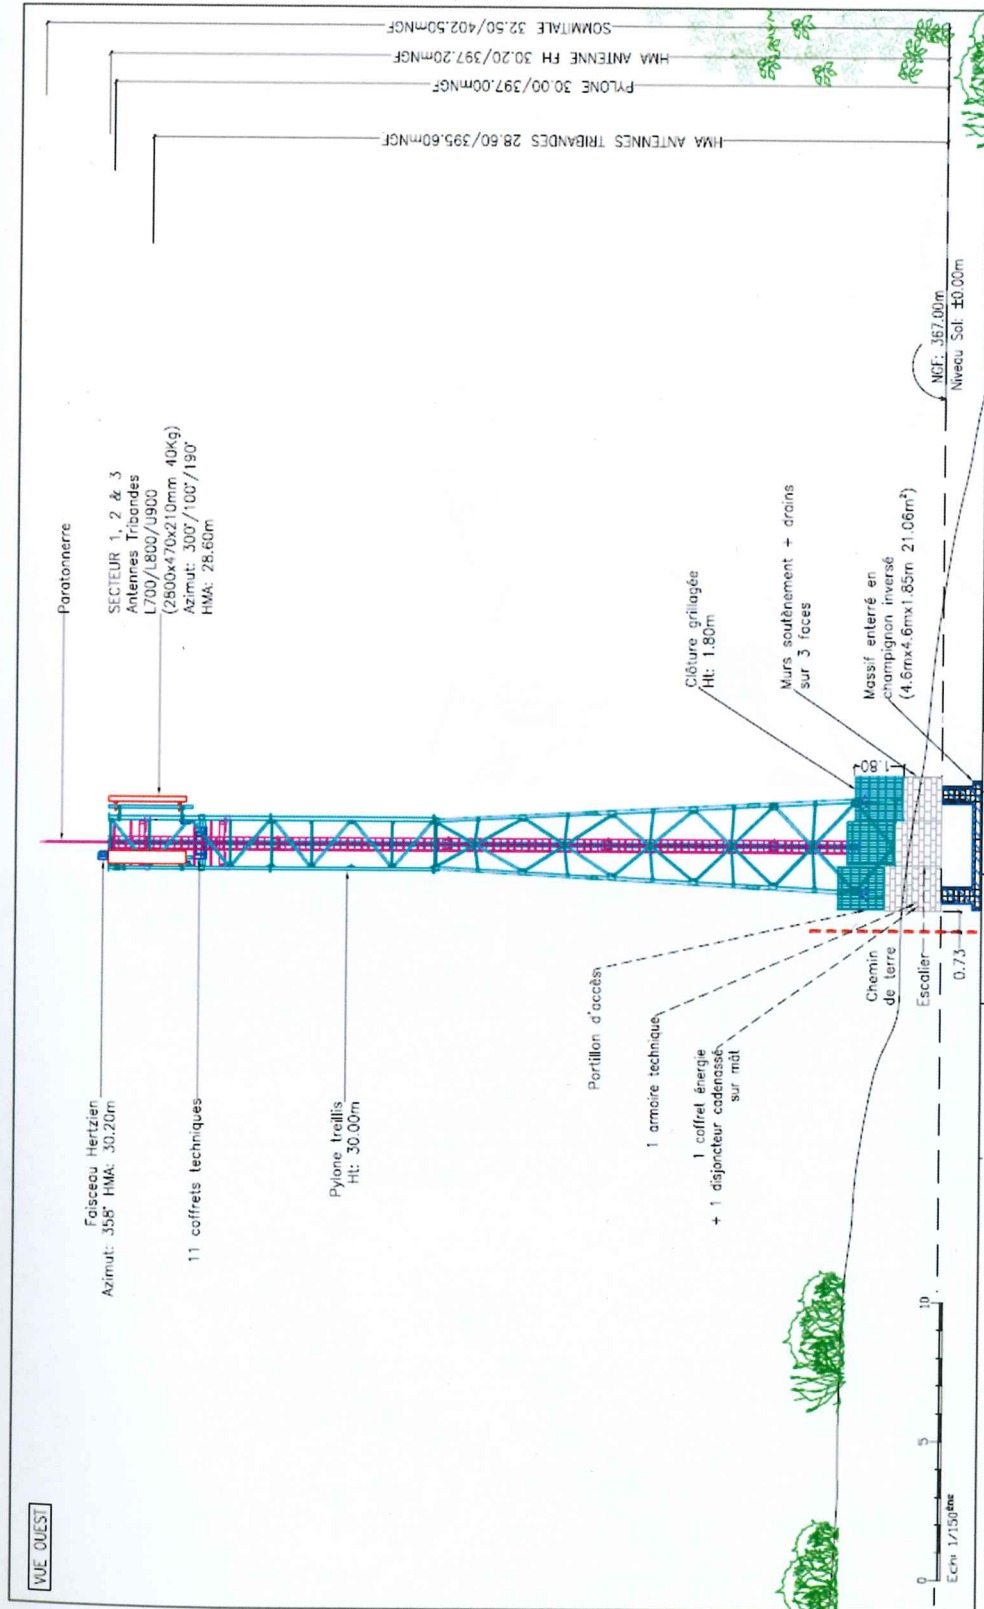 VUE OUEST
SOMMITALE 32.50/402.50mNGF
HMA ANTENNE FH 30.20/397.20mNGF
PYLONE 30.00/397.00mNGF
HMA ANTENNES TRIBANDES 28.60/395.60mNGF
Paratonnerre
SECTEUR 1, 2 & 3
Antennes Tribandes
L700/L800/U900
(2800x470x210mm 40Kg)
Azimut: 300°/100°/190°
HMA: 28.60m
Faisceau Hertzien
Azimut: 358° HMA: 30.20m
11 coffrets techniques
Pylone treillis
Ht: 30.00m
Clôture grillagée
Ht: 1.80m
1.80
Murs soutènement + drains
sur 3 faces
Massif enterré en
champignon inversé
(4.6mx4.6mx1.85m 21.06m²)
Portillon d'accès
1 armoire technique
1 coffret énergie
+ 1 disjoncteur cadenassé
sur mât
Chemin
de terre
Escalier
0.73
NGF: 367.00m
Niveau Sol: ±0.00m
0 5 10
Ech: 1/150ème